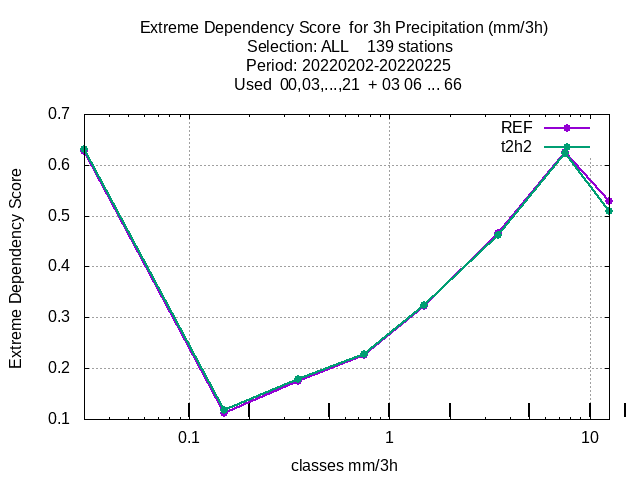 Extreme Dependency Score  for 3h Precipitation (mm/3h)
Selection: ALL    139 stations
Period: 20220202-20220225
Used  00,03,...,21  + 03 06 ... 66
REF
t2h2
0.7
0.6
0.5
0.4
0.3
0.2
0.1
Extreme Dependency Score
0.1
1
10
classes mm/3h